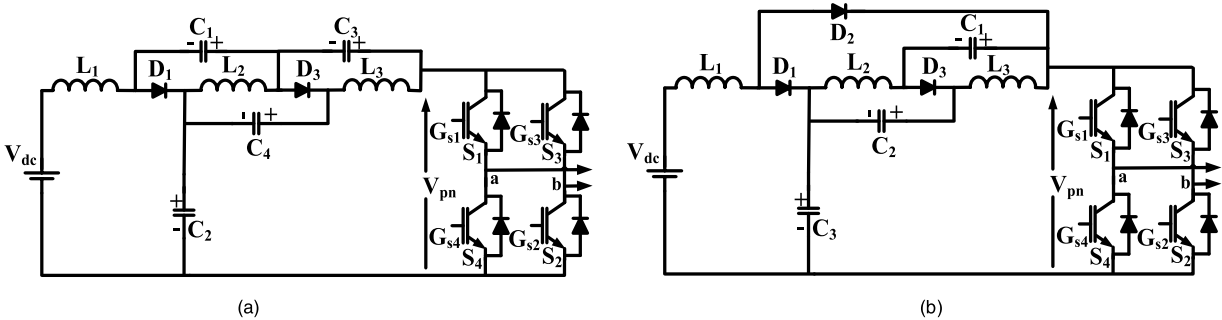 C1 C3
- + - +
L1 D1 L2 D3 L3
- +
C4
Vdc
+
-
C2
Vpn
Gs1 S1 Gs3 S3
a
b
Gs4 S4 Gs2 S2
(a)
D2
C1
- +
L1 D1 L2 D3 L3
- +
C2
Vdc
+
-
C3
Vpn
Gs1 S1 Gs3 S3
a
b
Gs4 S4 Gs2 S2
(b)